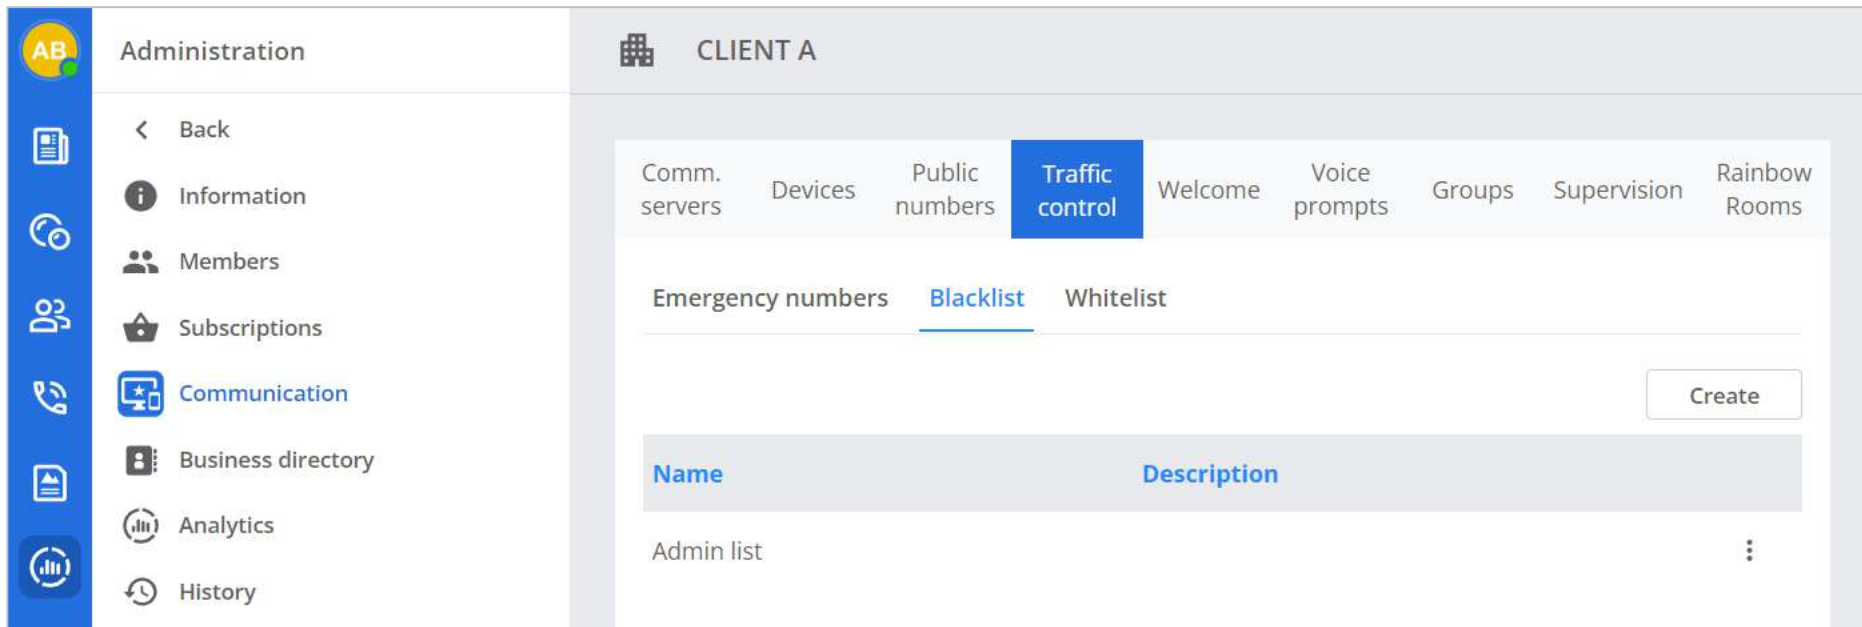 AB
Administration
CLIENT A
Back
Information
Members
Subscriptions
Communication
Business directory
Analytics
History
Comm.
servers
Devices
Public
numbers
Traffic
control
Welcome
Voice
prompts
Groups
Supervision
Rainbow
Rooms
Emergency numbers
Blacklist
Whitelist
Create
Name
Description
Admin list